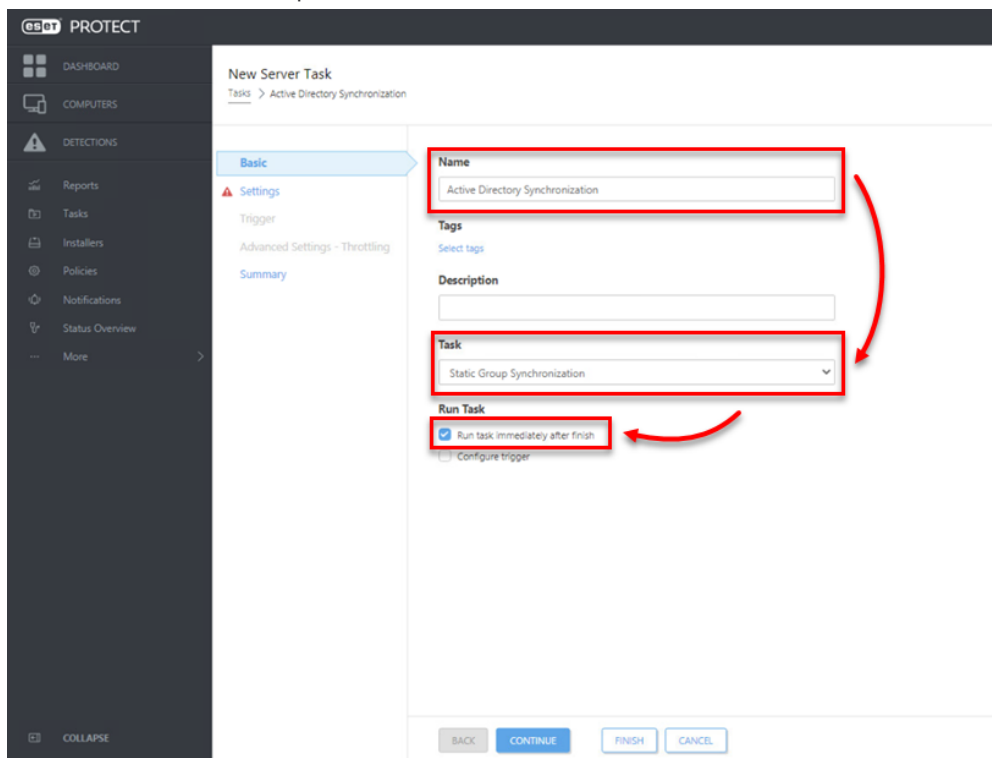 eset PROTECT
DASHBOARD
COMPUTERS
DETECTIONS
Reports
Tasks
Installers
Policies
Notifications
Status Overview
More
COLLAPSE
New Server Task
Tasks > Active Directory Synchronization
Basic
Settings
Trigger
Advanced Settings - Throttling
Summary
Name
Active Directory Synchronization
Tags
Select tags
Description
Task
Static Group Synchronization
Run Task
Run task immediately after finish
Configure trigger
BACK CONTINUE FINISH CANCEL